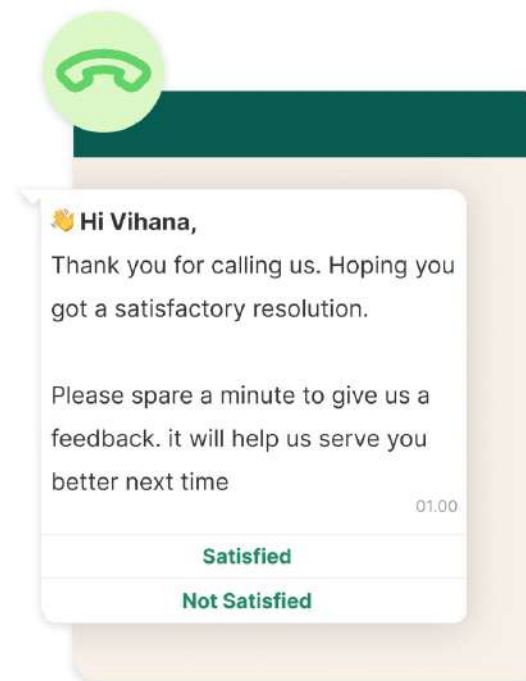 👋 Hi Vihana,
Thank you for calling us. Hoping you
got a satisfactory resolution.
Please spare a minute to give us a
feedback. it will help us serve you
better next time
01.00
Satisfied
Not Satisfied